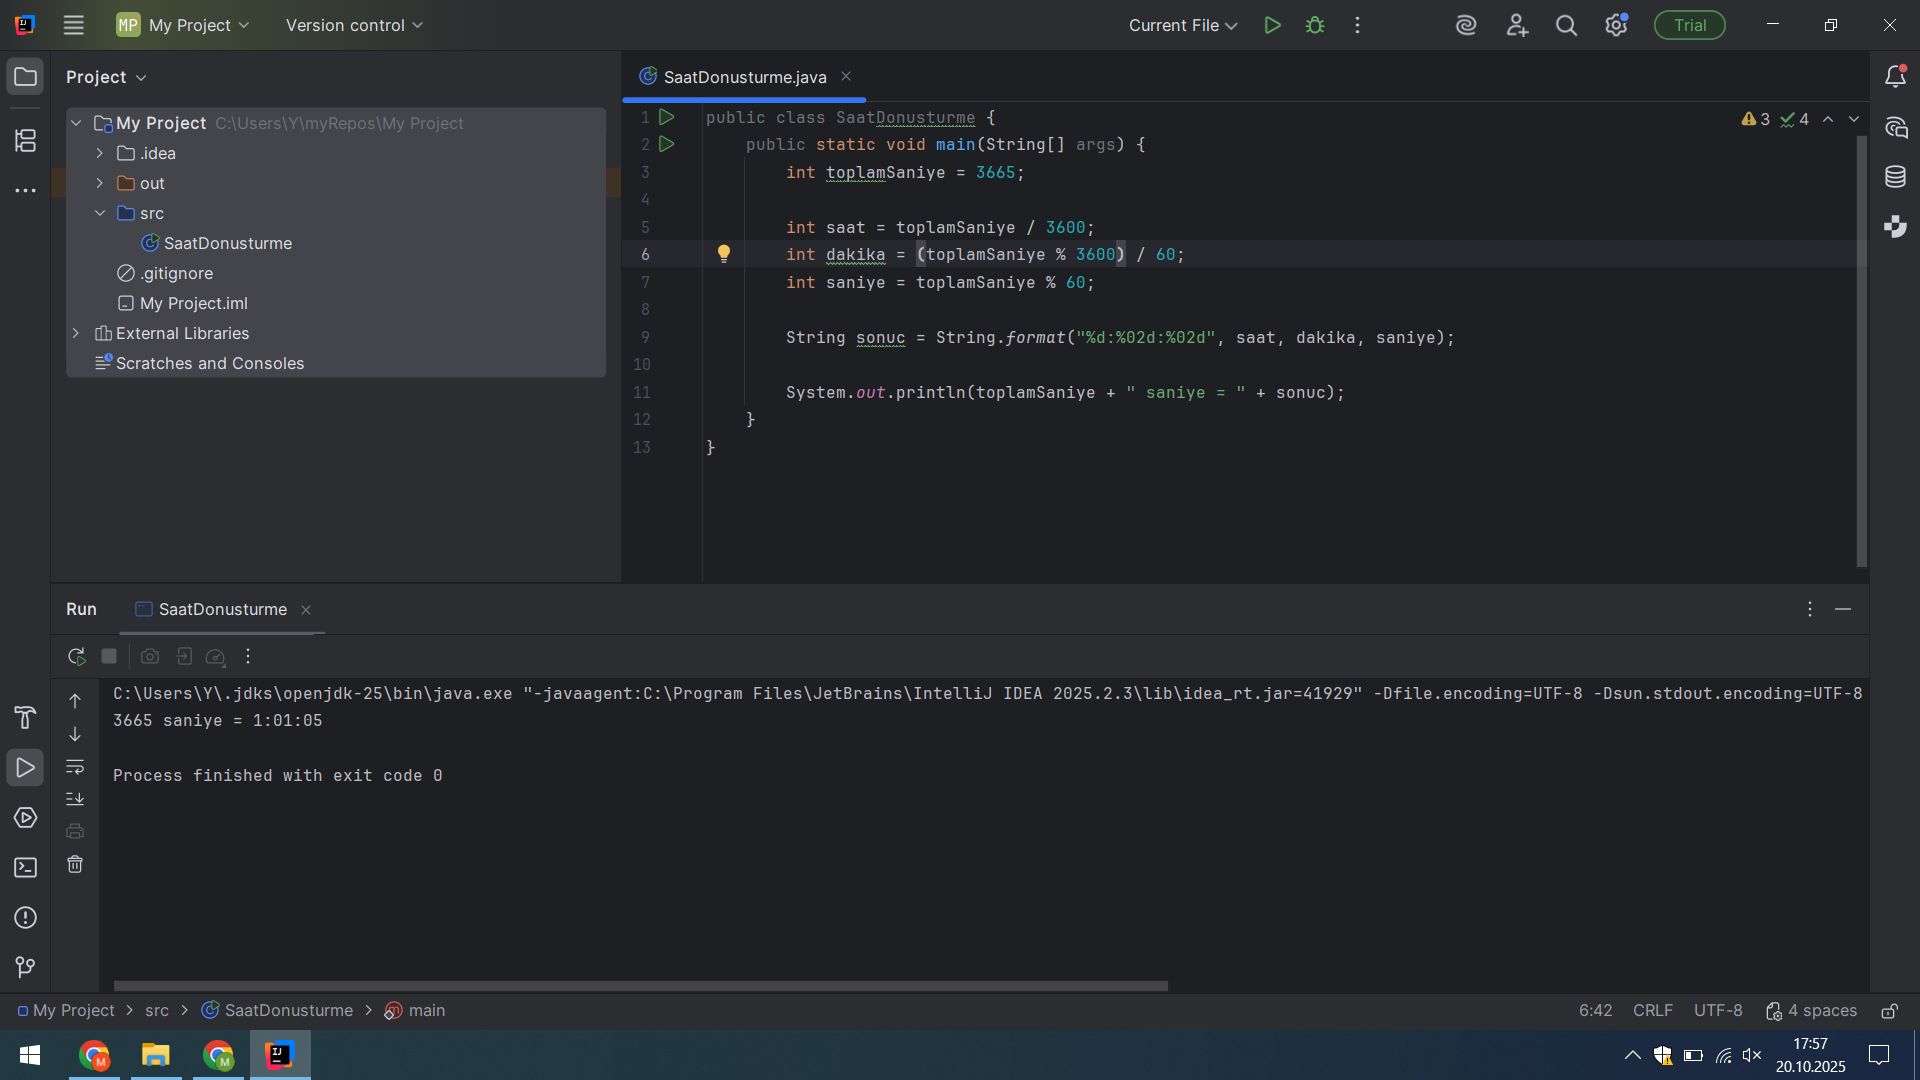 MP My Project Version control Current File Trial
Project
My Project C:\Users\Y\myRepos\My Project
.idea
out
src
SaatDonusturme
.gitignore
My Project.iml
External Libraries
Scratches and Consoles
SaatDonusturme.java
3 4
1 public class SaatDonusturme {
2 public static void main(String[] args) {
3 int toplamSaniye = 3665;
4
5 int saat = toplamSaniye / 3600;
6 int dakika = (toplamSaniye % 3600) / 60;
7 int saniye = toplamSaniye % 60;
8
9 String sonuc = String.format("%d:%02d:%02d", saat, dakika, saniye);
10
11 System.out.println(toplamSaniye + " saniye = " + sonuc);
12 }
13 }
Run SaatDonusturme
C:\Users\Y\.jdks\openjdk-25\bin\java.exe "-javaagent:C:\Program Files\JetBrains\IntelliJ IDEA 2025.2.3\lib\idea_rt.jar=41929" -Dfile.encoding=UTF-8 -Dsun.stdout.encoding=UTF-8
3665 saniye = 1:01:05
Process finished with exit code 0
My Project src SaatDonusturme main 6:42 CRLF UTF-8 4 spaces
17:57
20.10.2025